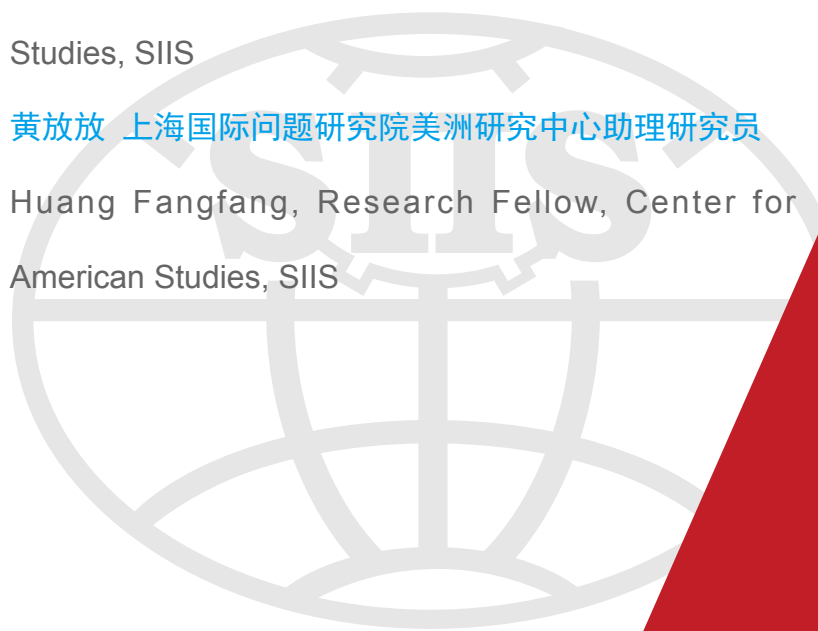 Studies, SIIS
黄放放 上海国际问题研究院美洲研究中心助理研究员
Huang Fangfang, Research Fellow, Center for
American Studies, SIIS
SIIS